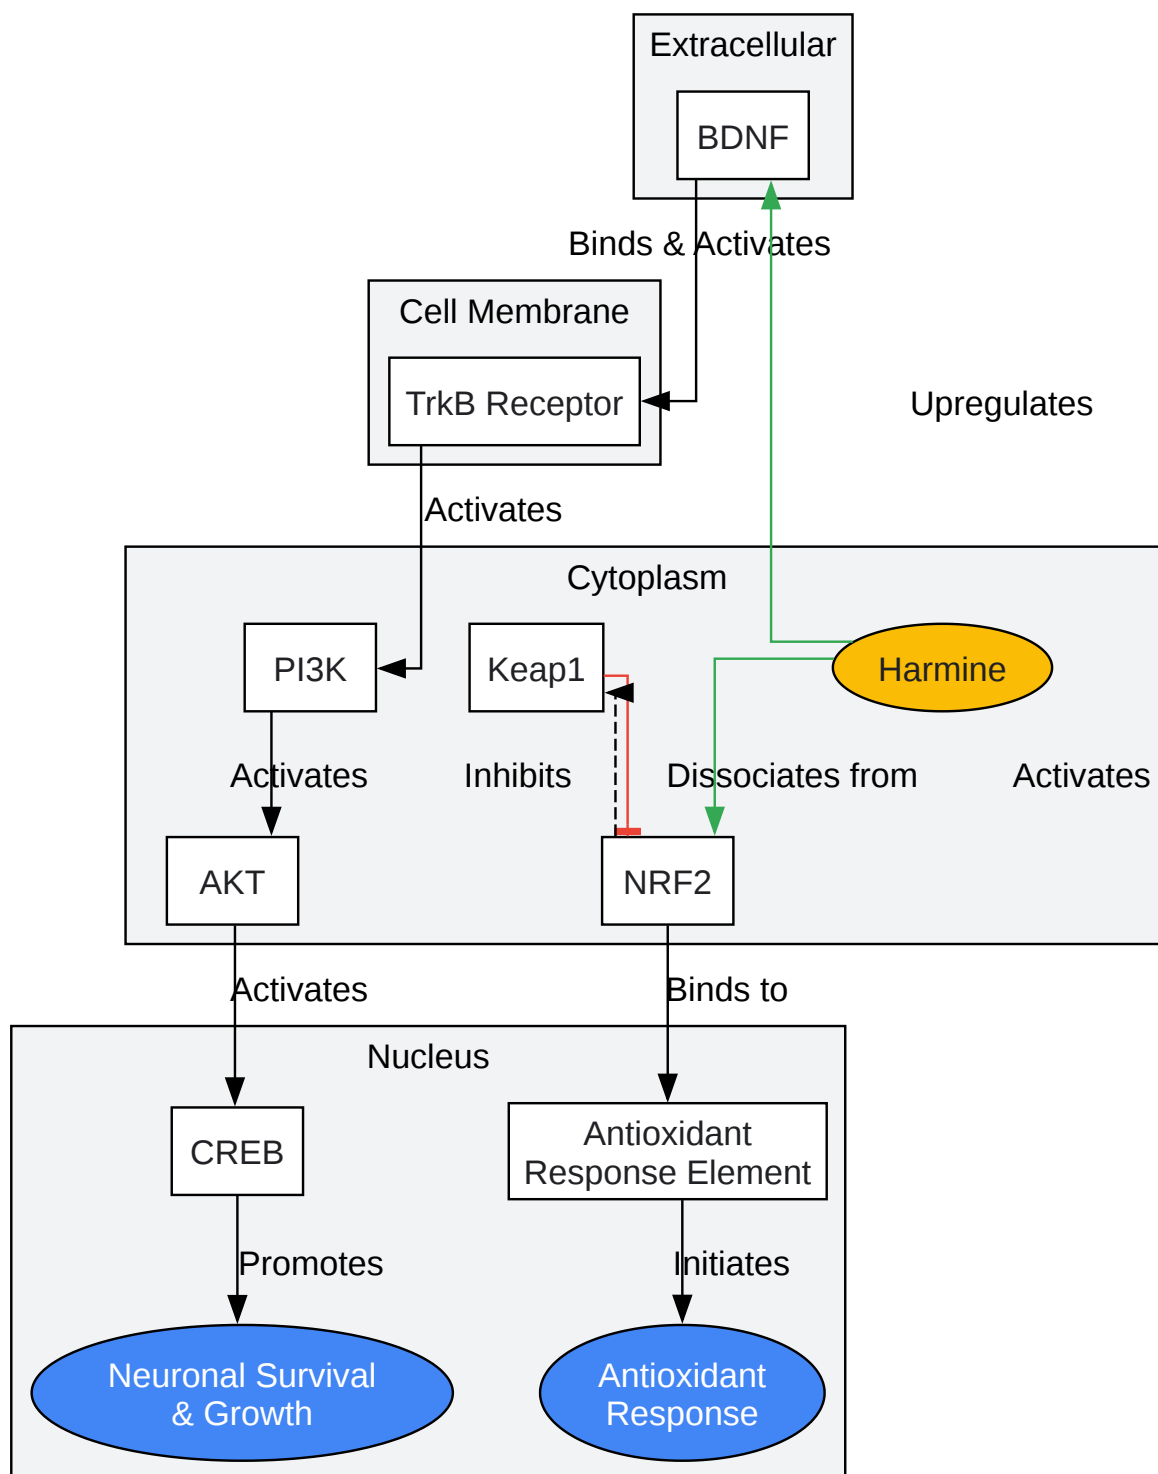 Extracellular
BDNF
Binds & Activates
Cell Membrane
TrkB Receptor
Upregulates
Activates
Cytoplasm
PI3K
Keap1
Harmine
Activates
Inhibits
Dissociates from
Activates
AKT
NRF2
Activates
Binds to
Nucleus
CREB
Antioxidant
Response Element
Promotes
Initiates
Neuronal Survival
& Growth
Antioxidant
Response